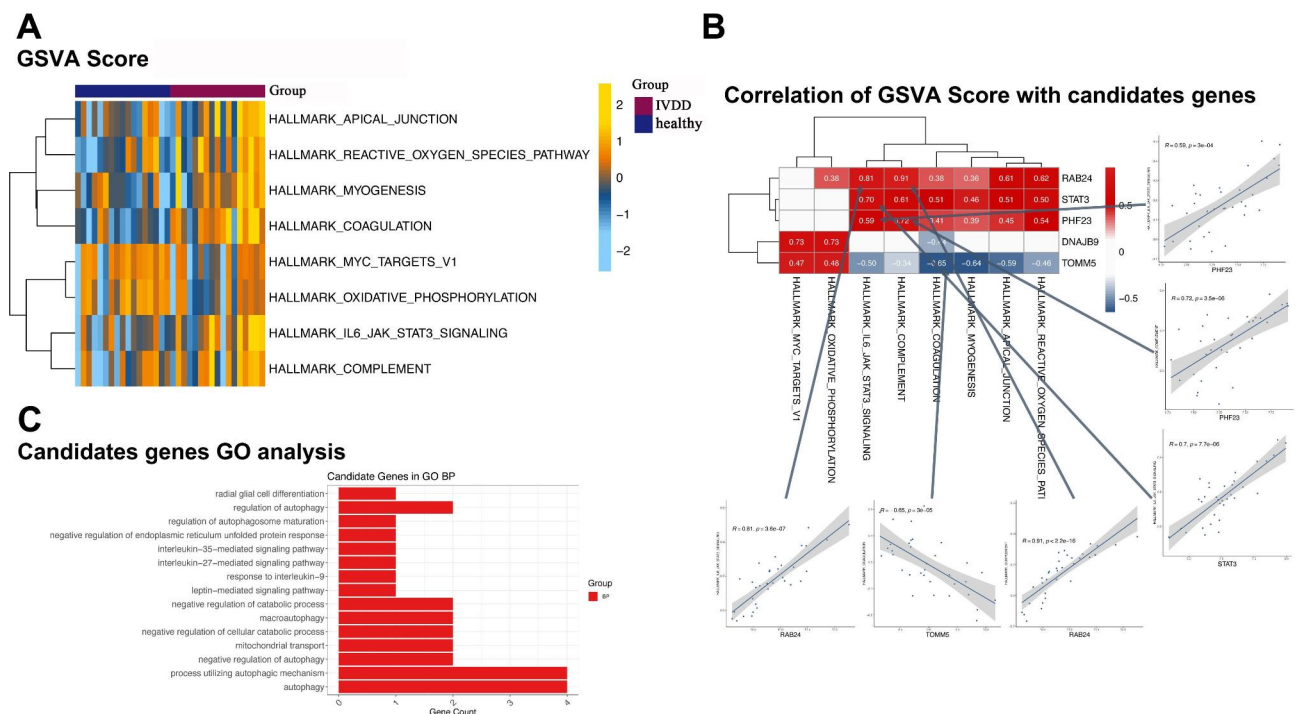 A
GSVA Score
Group
HALLMARK_APICAL_JUNCTION
HALLMARK_REACTIVE_OXYGEN_SPECIES_PATHWAY
HALLMARK_MYOGENESIS
HALLMARK_COAGULATION
HALLMARK_MYC_TARGETS_V1
HALLMARK_OXIDATIVE_PHOSPHORYLATION
HALLMARK_IL6_JAK_STAT3_SIGNALING
HALLMARK_COMPLEMENT
2
1
0
−1
−2
Group
IVDD
healthy
B
Correlation of GSVA Score with candidates genes
0.38 0.81 0.91 0.38 0.36 0.61 0.62 RAB24
0.70 0.61 0.51 0.46 0.51 0.50 STAT3
0.59 0.72 0.41 0.39 0.45 0.54 PHF23
0.73 0.73 DNAJB9
0.47 0.48 −0.50 −0.34 −0.65 −0.64 −0.59 −0.46 TOMM5
0.5
0
−0.5
HALLMARK_MYC_TARGETS_V1
HALLMARK_OXIDATIVE_PHOSPHORYLATION
HALLMARK_IL6_JAK_STAT3_SIGNALING
HALLMARK_COMPLEMENT
HALLMARK_COAGULATION
HALLMARK_MYOGENESIS
HALLMARK_APICAL_JUNCTION
HALLMARK_REACTIVE_OXYGEN_SPECIES_PATI
R = 0.59, p = 3e−04
PHF23
R = 0.72, p = 3.5e−06
PHF23
R = 0.7, p = 7.7e−06
STAT3
R = 0.81, p = 3.6e−07
RAB24
R = −0.65, p = 3e−05
TOMM5
R = 0.91, p < 2.2e−16
RAB24
C
Candidates genes GO analysis
Candidate Genes in GO BP
radial glial cell differentiation
regulation of autophagy
regulation of autophagosome maturation
negative regulation of endoplasmic reticulum unfolded protein response
interleukin−35−mediated signaling pathway
interleukin−27−mediated signaling pathway
response to interleukin−9
leptin−mediated signaling pathway
negative regulation of catabolic process
macroautophagy
negative regulation of cellular catabolic process
mitochondrial transport
negative regulation of autophagy
process utilizing autophagic mechanism
autophagy
0 1 2 3 4
Gene Count
Group
BP